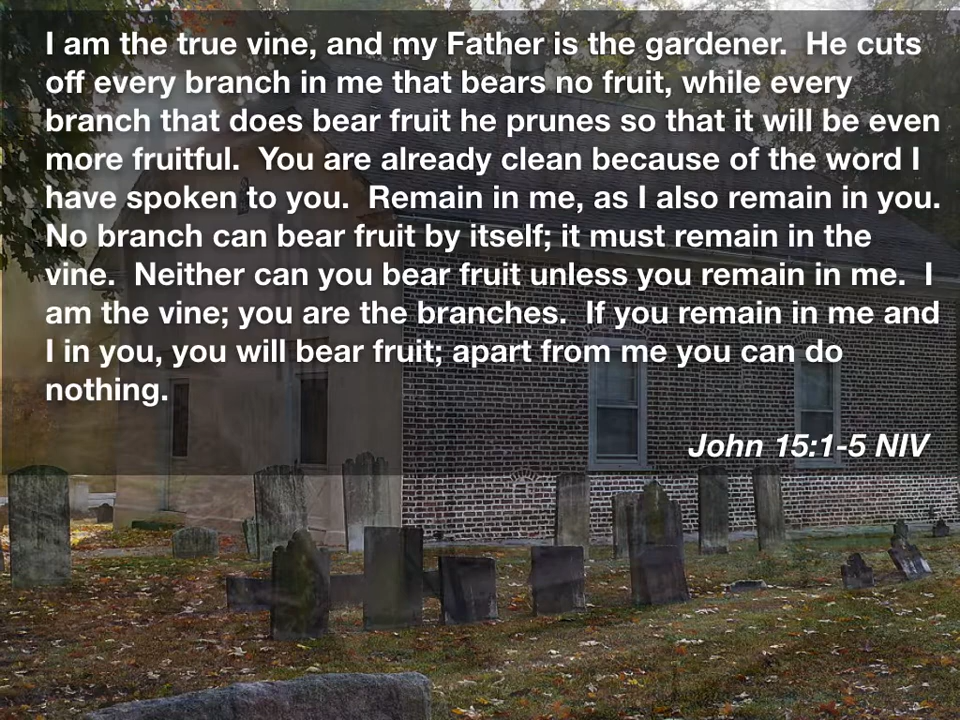 I am the true vine, and my Father is the gardener.  He cuts
off every branch in me that bears no fruit, while every
branch that does bear fruit he prunes so that it will be even
more fruitful.  You are already clean because of the word I
have spoken to you.  Remain in me, as I also remain in you.
No branch can bear fruit by itself; it must remain in the
vine.  Neither can you bear fruit unless you remain in me.  I
am the vine; you are the branches.  If you remain in me and
I in you, you will bear fruit; apart from me you can do
nothing.
John 15:1-5 NIV